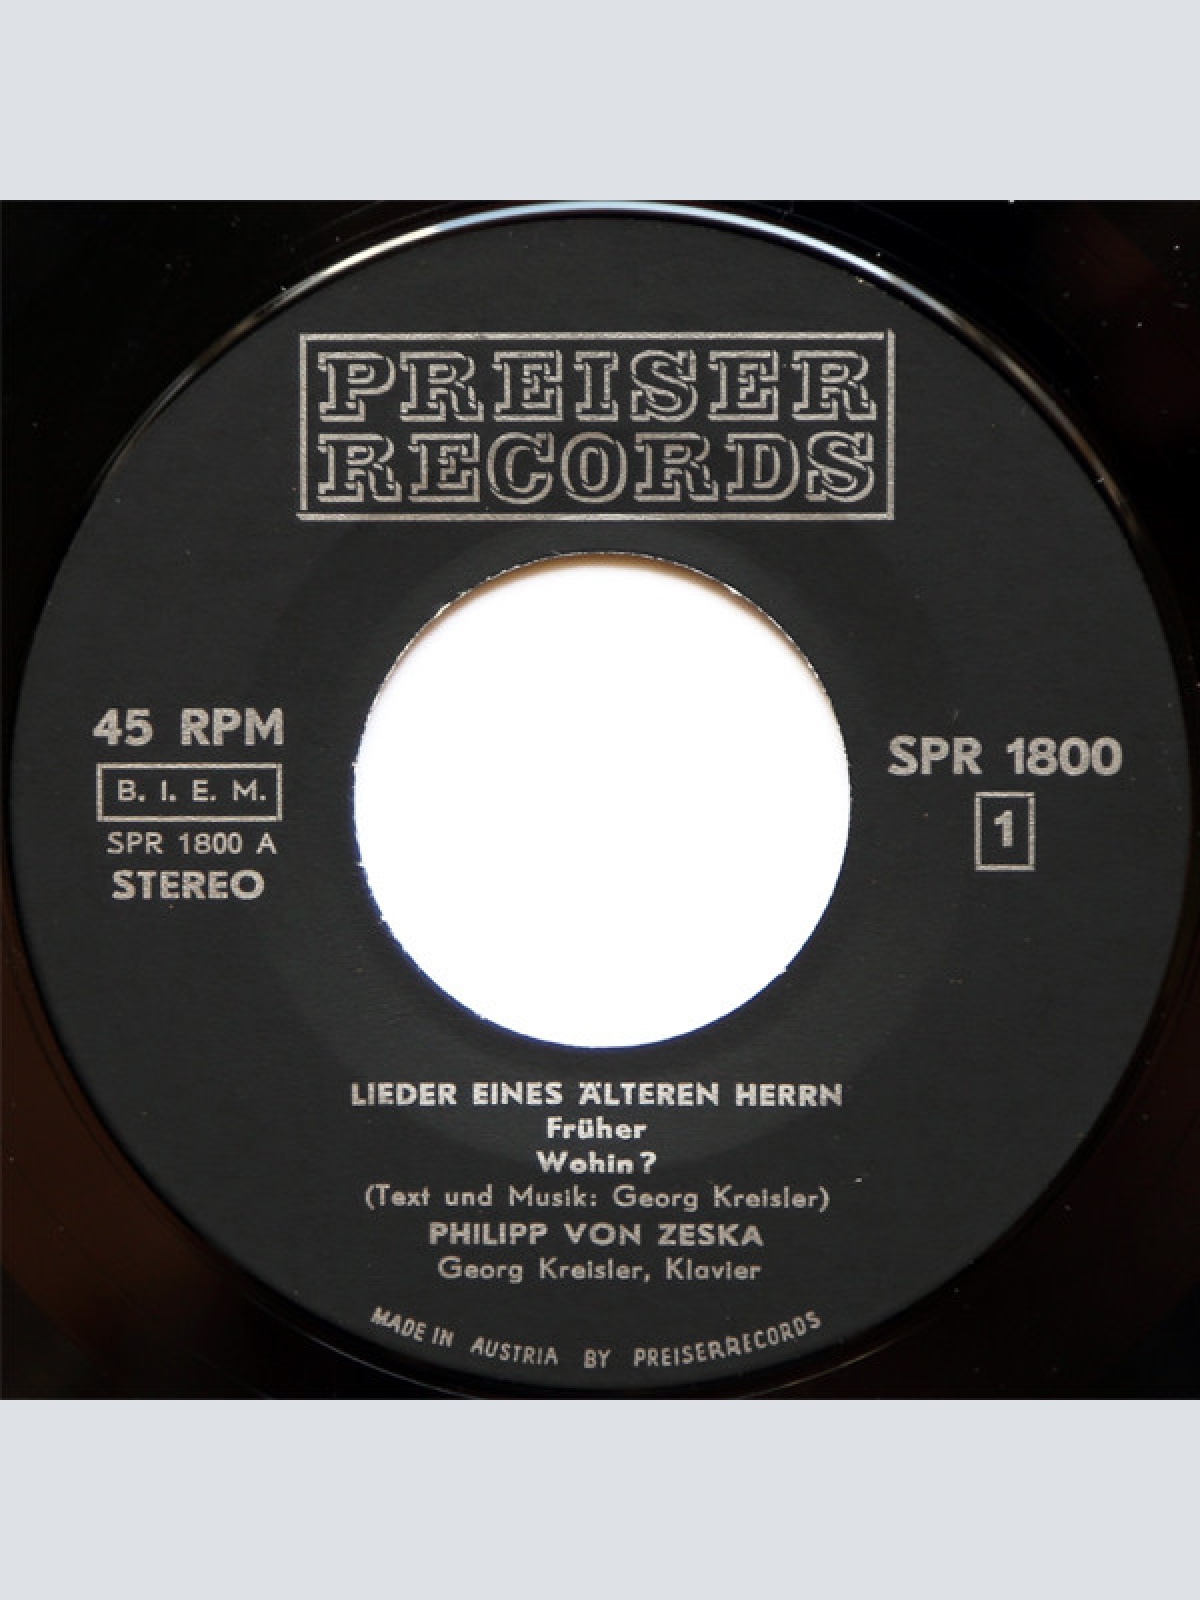 PREISER
RECORDS
45 RPM
B. I. E. M.
SPR 1800 A
STEREO
SPR 1800
1
LIEDER EINES ÄLTEREN HERRN
Früher
Wohin?
(Text und Musik: Georg Kreisler)
PHILIPP VON ZESKA
Georg Kreisler, Klavier
MADE IN AUSTRIA BY PREISERRECORDS